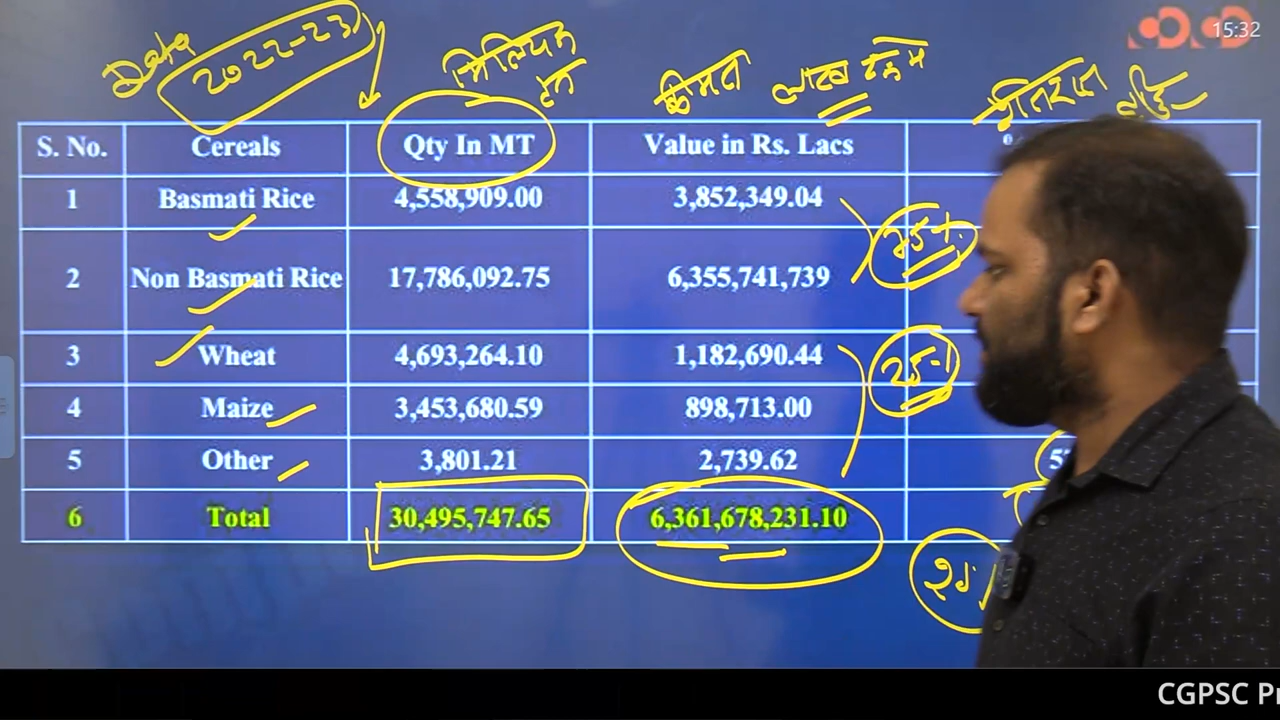 15:32
Data 2022-23 मिलियन टन कीमत लाख रू० में
S. No. Cereals Qty In MT Value in Rs. Lacs
1 Basmati Rice 4,558,909.00 3,852,349.04
25%
2 Non Basmati Rice 17,786,092.75 6,355,741,739
3 Wheat 4,693,264.10 1,182,690.44
25%
4 Maize 3,453,680.59 898,713.00
5 Other 3,801.21 2,739.62
6 Total 30,495,747.65 6,361,678,231.10
CGPSC